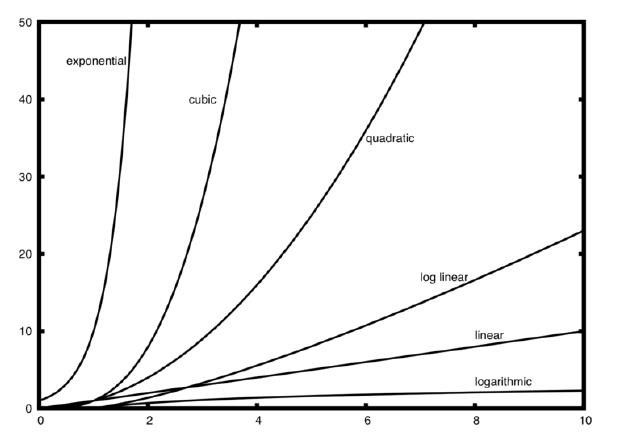 50
exponential
40
cubic
quadratic
30
20
log linear
10
linear
logarithmic
0
0 2 4 6 8 10